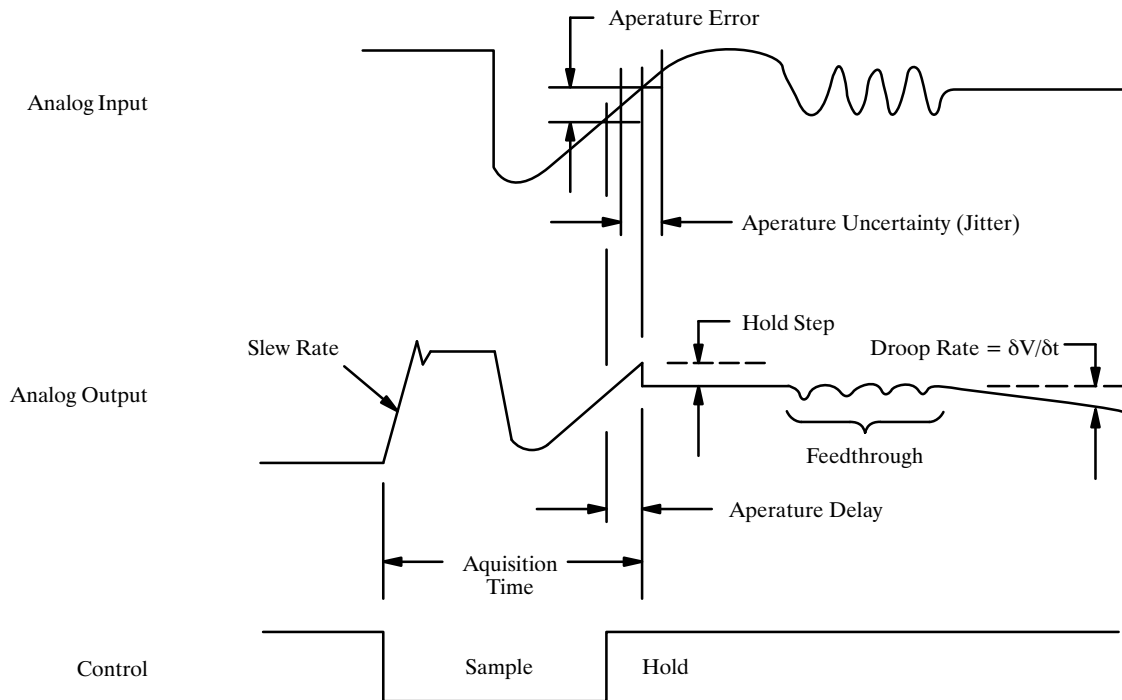 Aperature Error
Analog Input
Aperature Uncertainty (Jitter)
Hold Step
Slew Rate
Droop Rate = δV/δt
Analog Output
Feedthrough
Aperature Delay
Aquisition
Time
Control
Sample
Hold